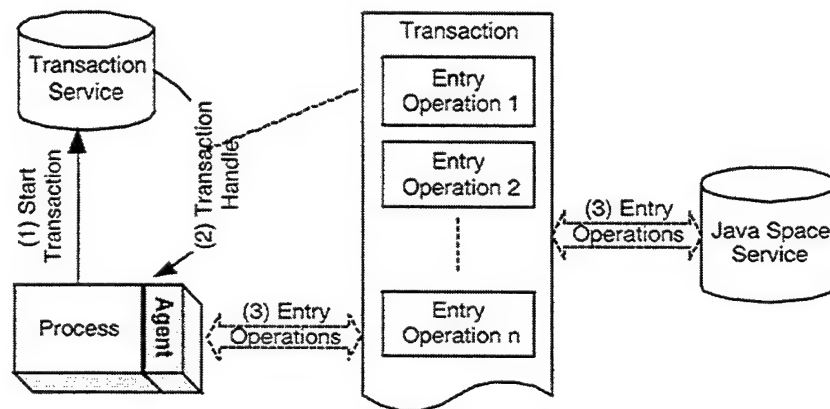 Transaction
Service
(1) Start
Transaction
(2) Transaction
Handle
Process
Agent
(3) Entry
Operations
Transaction
Entry
Operation 1
Entry
Operation 2
Entry
Operation n
(3) Entry
Operations
Java Space
Service